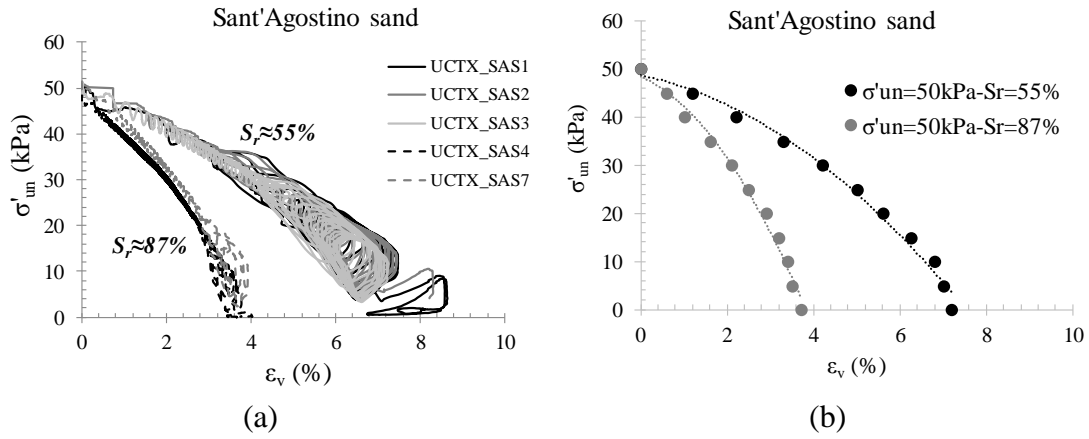 Sant'Agostino sand
60
50
40
30
20
10
0
σ'un (kPa)
UCTX_SAS1
UCTX_SAS2
UCTX_SAS3
UCTX_SAS4
UCTX_SAS7
Sr≈55%
Sr≈87%
0 2 4 6 8 10
εv (%)
(a)
Sant'Agostino sand
60
50
40
30
20
10
0
σ'un (kPa)
σ'un=50kPa-Sr=55%
σ'un=50kPa-Sr=87%
0 2 4 6 8 10
εv (%)
(b)